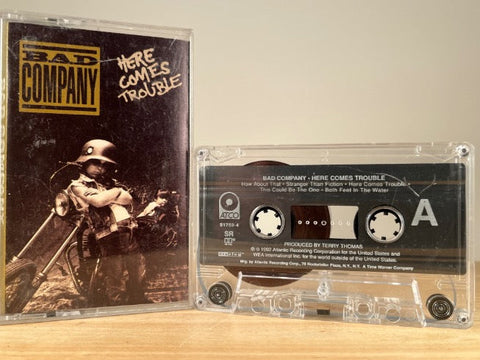 BAD
COMPANY
HERE
COMES
TROUBLE
BAD COMPANY - HERE COMES TROUBLE
How About That • Stranger Than Fiction • Here Comes Trouble •
This Could Be The One • Both Feet In The Water
ATCO
91759-4
SR
A
PRODUCED BY TERRY THOMAS
℗ © 1992 Atlantic Recording Corporation for the United States and
WEA International Inc. for the world outside of the United States.
Mfg. by Atlantic Recording Corp., 75 Rockefeller Plaza, N.Y., N.Y. A Time Warner Company